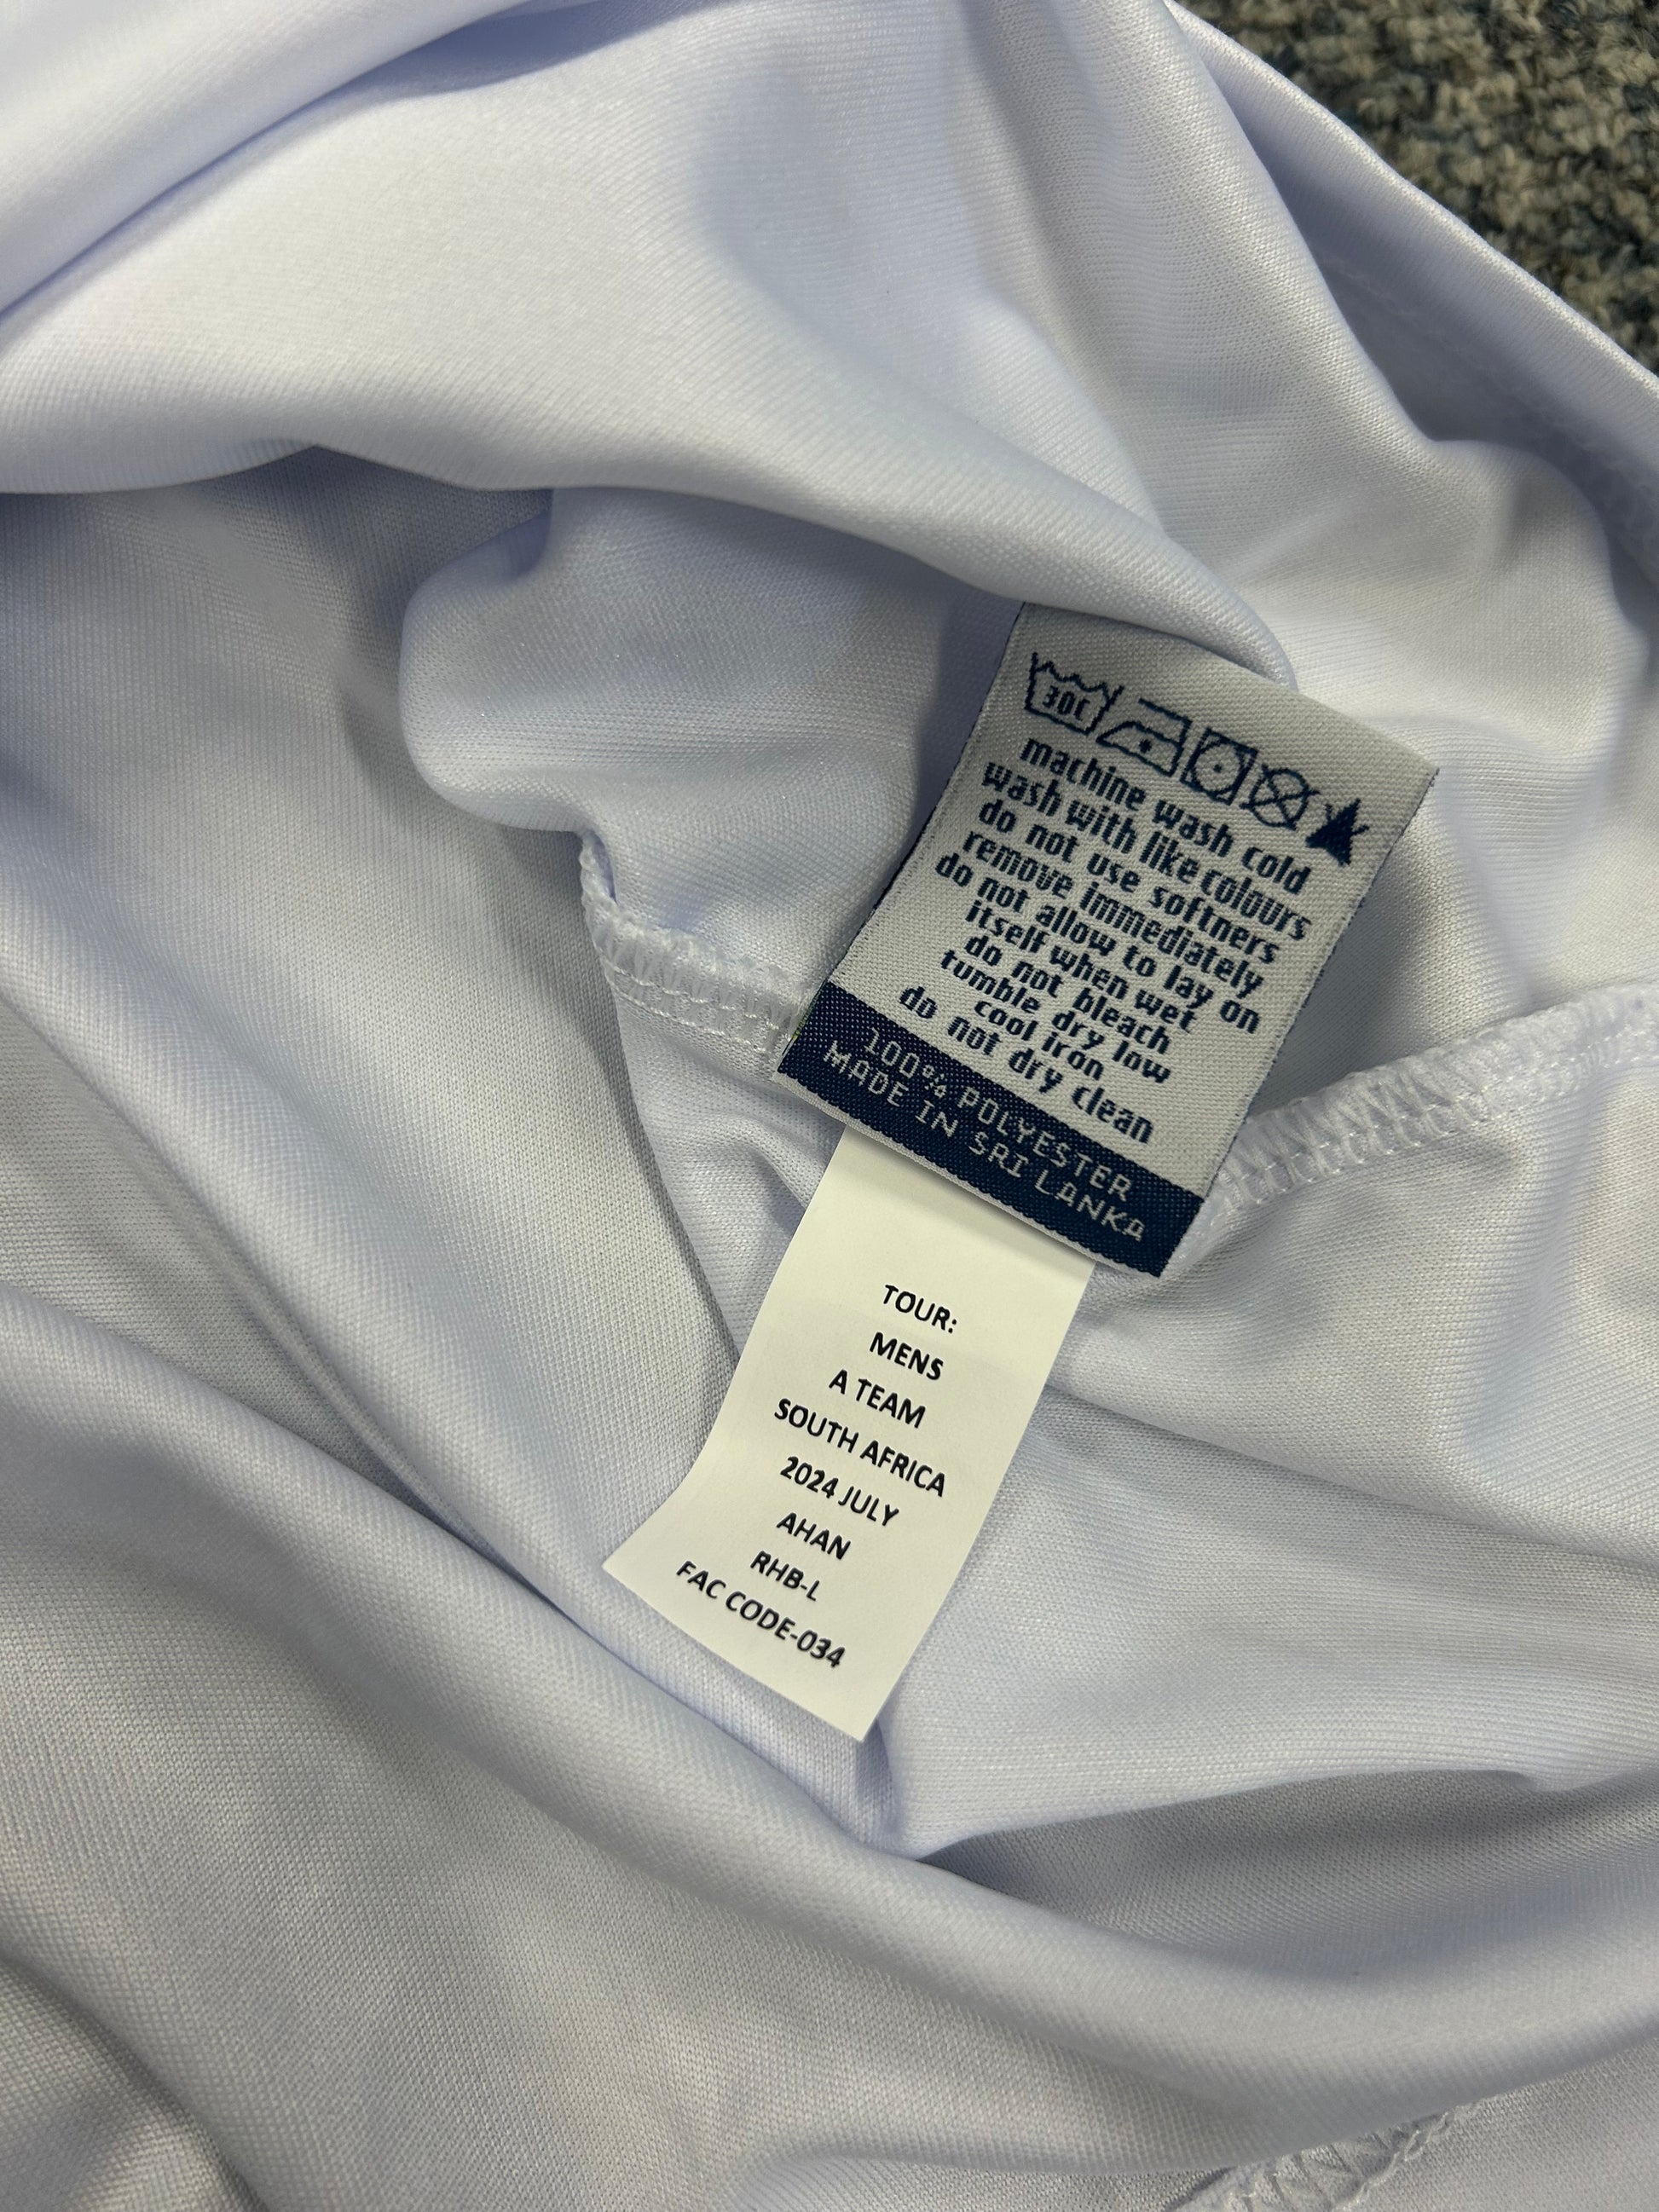 30C
machine wash cold
wash with like colours
do not use softners
remove immediately
do not allow to lay on
itself when wet
do not bleach
tumble dry low
cool iron
do not dry clean
100% POLYESTER
MADE IN SRI LANKA
TOUR:
MENS
A TEAM
SOUTH AFRICA
2024 JULY
AHAN
RHB-L
FAC CODE-034